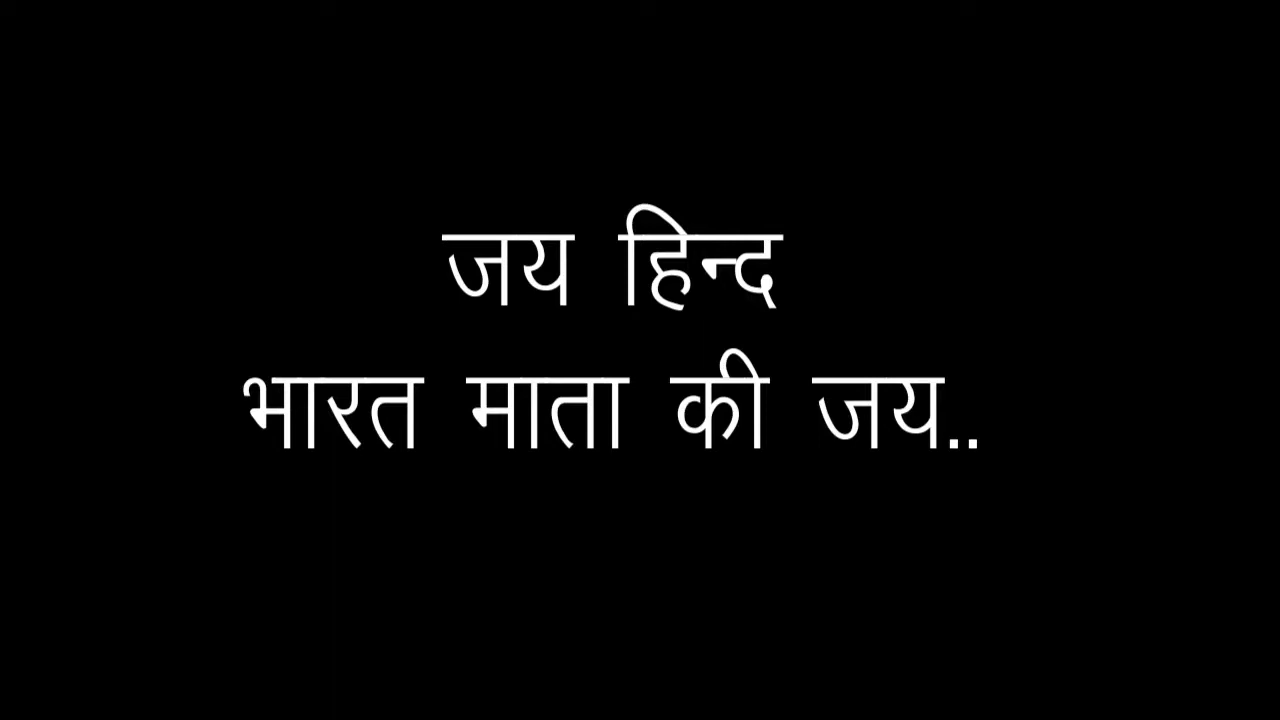 जय हिन्द
भारत माता की जय..